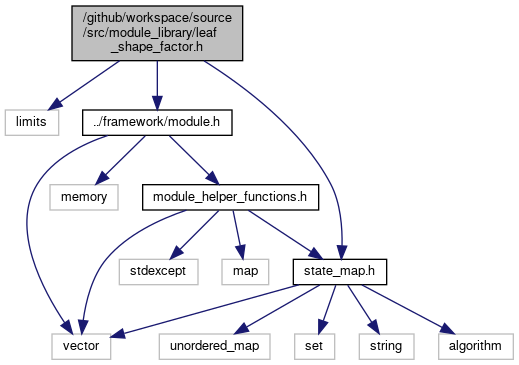 /github/workspace/source
/src/module_library/leaf
_shape_factor.h
limits
../framework/module.h
memory
module_helper_functions.h
stdexcept
map
state_map.h
vector
unordered_map
set
string
algorithm